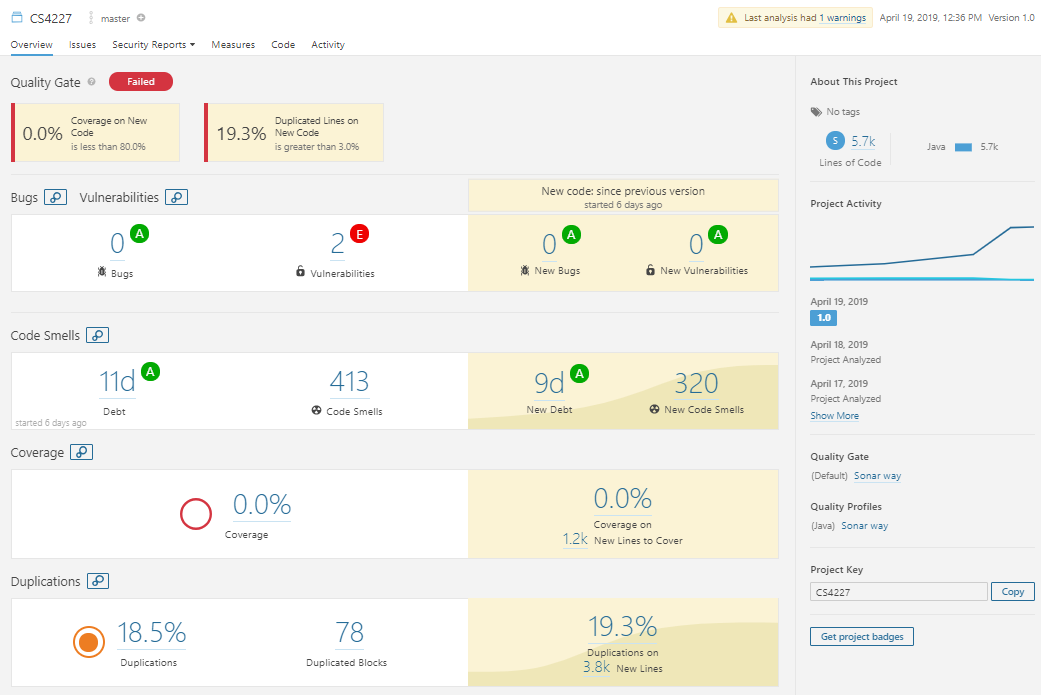 CS4227 master
Last analysis had 1 warnings April 19, 2019, 12:36 PM Version 1.0
Overview Issues Security Reports Measures Code Activity
Quality Gate ? Failed
0.0% Coverage on New
Code
is less than 80.0%
19.3% Duplicated Lines on
New Code
is greater than 3.0%
Bugs Vulnerabilities
New code: since previous version
started 6 days ago
0 A
Bugs
2 E
Vulnerabilities
0 A
New Bugs
0 A
New Vulnerabilities
Code Smells
11d A
Debt
started 6 days ago
413
Code Smells
9d A
New Debt
320
New Code Smells
Coverage
0.0%
Coverage
0.0%
Coverage on
1.2k New Lines to Cover
Duplications
18.5%
Duplications
78
Duplicated Blocks
19.3%
Duplications on
3.8k New Lines
About This Project
No tags
S 5.7k
Lines of Code
Java 5.7k
Project Activity
April 19, 2019
1.0
April 18, 2019
Project Analyzed
April 17, 2019
Project Analyzed
Show More
Quality Gate
(Default) Sonar way
Quality Profiles
(Java) Sonar way
Project Key
CS4227 Copy
Get project badges